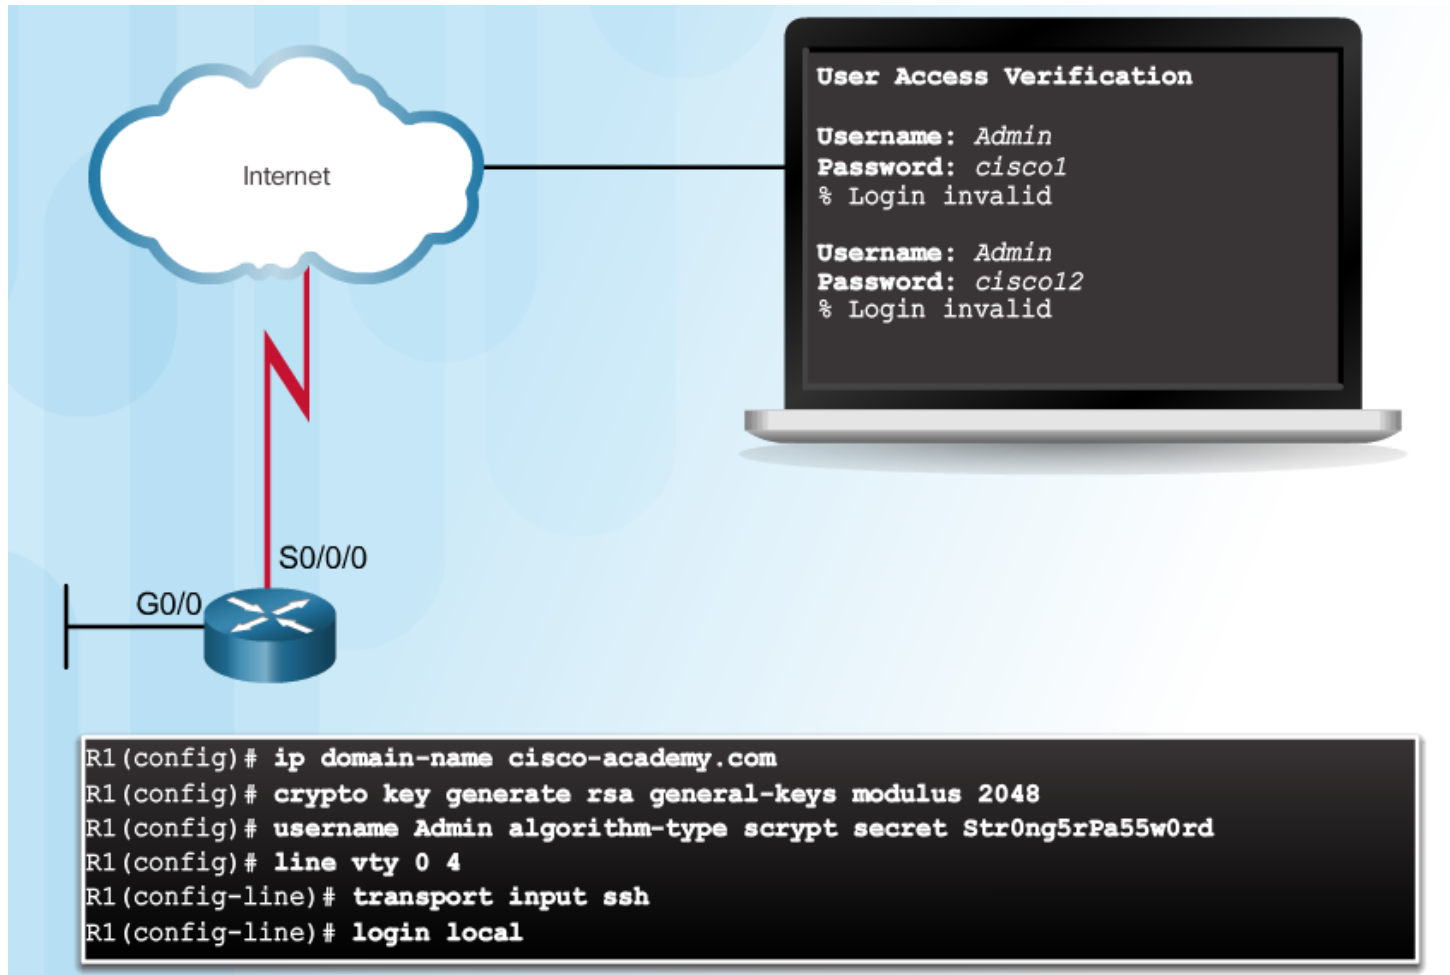 Internet
User Access Verification
Username: Admin
Password: cisco1
% Login invalid
Username: Admin
Password: cisco12
% Login invalid
S0/0/0
G0/0
R1(config)# ip domain-name cisco-academy.com
R1(config)# crypto key generate rsa general-keys modulus 2048
R1(config)# username Admin algorithm-type scrypt secret Str0ng5rPa55w0rd
R1(config)# line vty 0 4
R1(config-line)# transport input ssh
R1(config-line)# login local